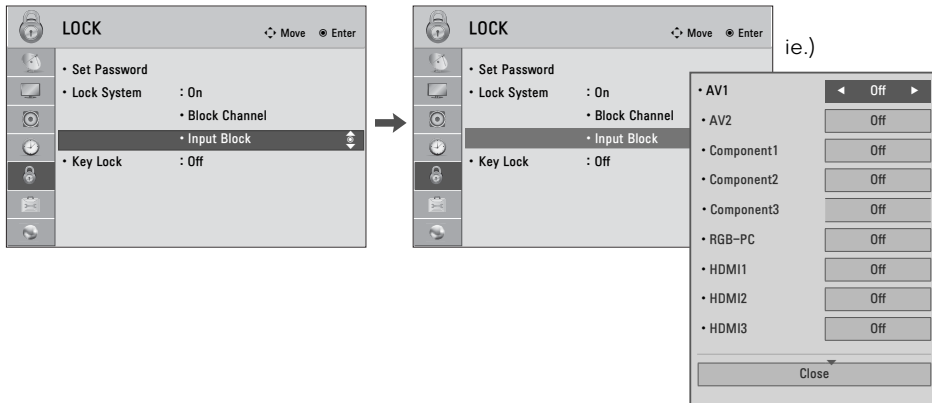 LOCK
Move Enter
• Set Password
• Lock System : On
• Block Channel
• Input Block
• Key Lock : Off
LOCK
Move Enter
• Set Password
• Lock System : On
• Block Channel
• Input Block
• Key Lock : Off
ie.)
• AV1 ◄ Off ►
• AV2 Off
• Component1 Off
• Component2 Off
• Component3 Off
• RGB-PC Off
• HDMI1 Off
• HDMI2 Off
• HDMI3 Off
Close